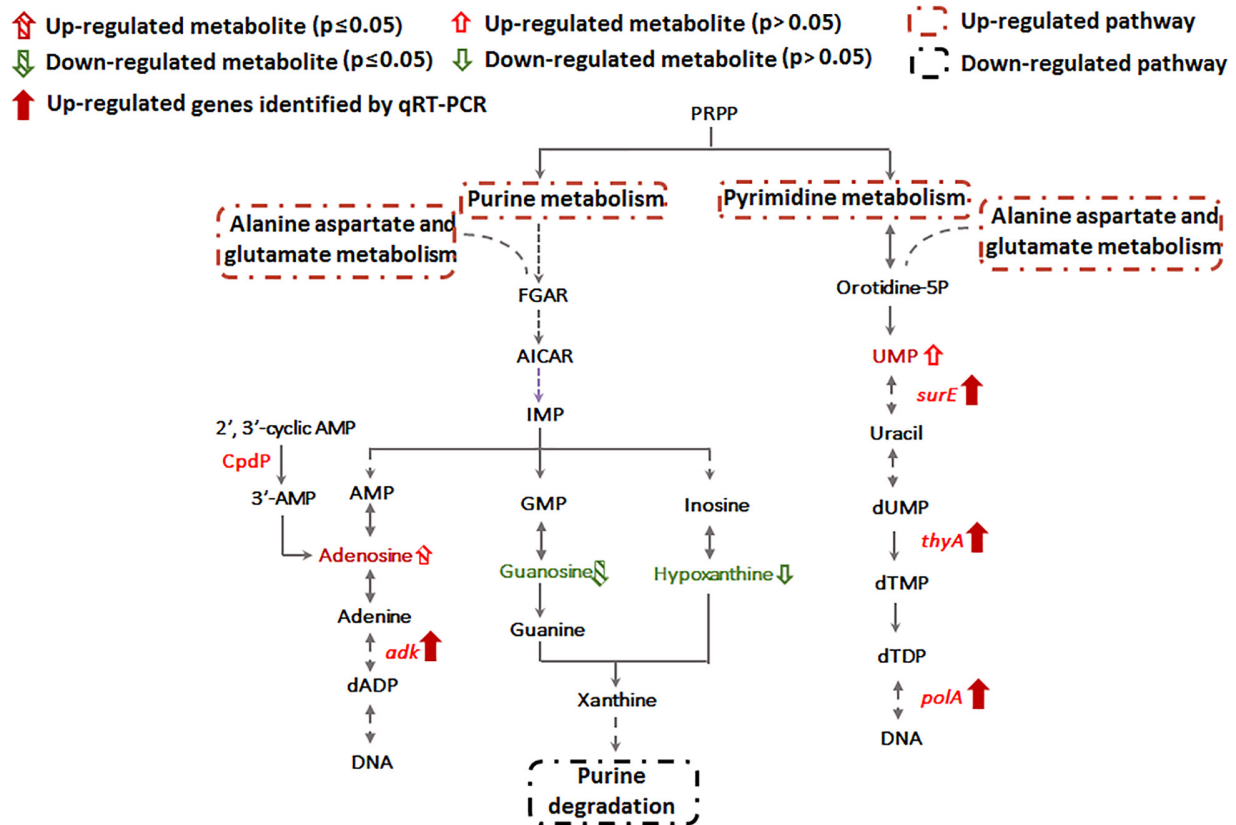 Up-regulated metabolite (p≤0.05)
Up-regulated metabolite (p> 0.05)
Up-regulated pathway
Down-regulated metabolite (p≤0.05)
Down-regulated metabolite (p> 0.05)
Down-regulated pathway
Up-regulated genes identified by qRT-PCR
PRPP
Purine metabolism
Pyrimidine metabolism
Alanine aspartate and
glutamate metabolism
Alanine aspartate and
glutamate metabolism
FGAR
Orotidine-5P
AICAR
UMP
surE
IMP
Uracil
2', 3'-cyclic AMP
CpdP
3'-AMP
AMP
GMP
Inosine
dUMP
thyA
Adenosine
Guanosine
Hypoxanthine
dTMP
Adenine
Guanine
adk
dADP
dTDP
Xanthine
polA
DNA
DNA
Purine
degradation